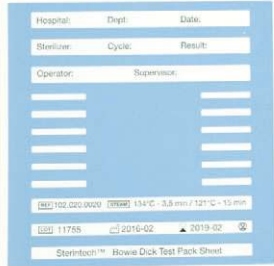 Hospital: Dept: Date:
Sterilizer: Cycle: Result:
Operator: Supervisor:
REF 102.020.0020 STEAM 134°C - 3,5 min / 121°C - 15 min
LOT 11755 2016-02 2019-02
Sterintech™ Bowie Dick Test Pack Sheet